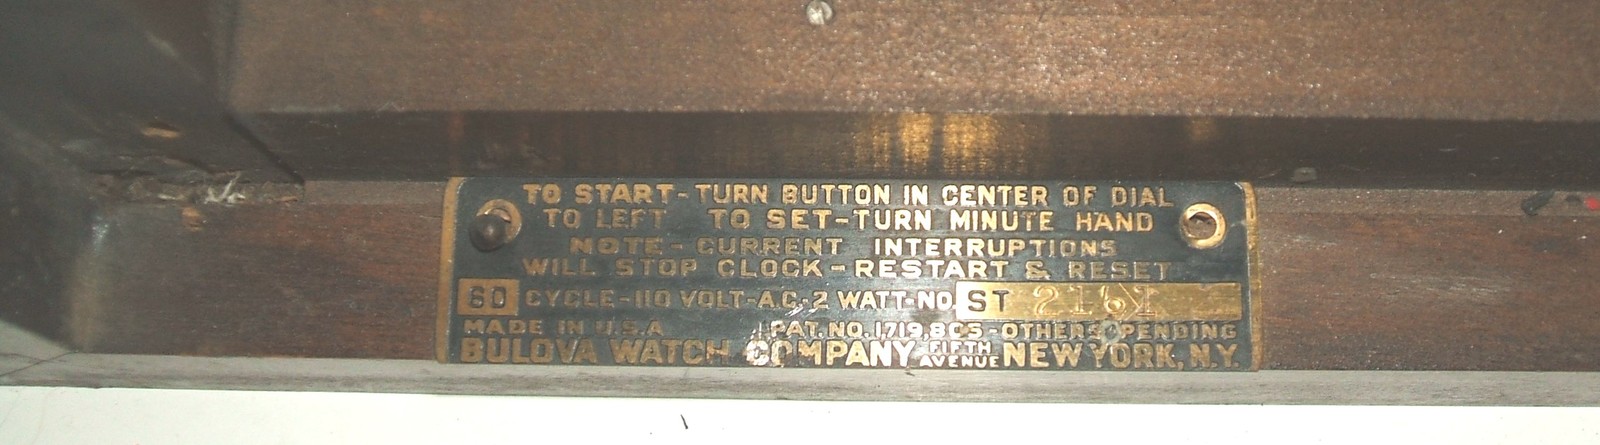 TO START-TURN BUTTON IN CENTER OF DIAL
TO LEFT TO SET-TURN MINUTE HAND
NOTE-CURRENT INTERRUPTIONS
WILL STOP CLOCK-RESTART & RESET
60 CYCLE-110 VOLT-A.C.-2 WATT-NO. ST
MADE IN U.S.A PAT. NO. OTHERS PENDING
BULOVA WATCH COMPANY FIFTH AVENUE NEW YORK, N.Y.